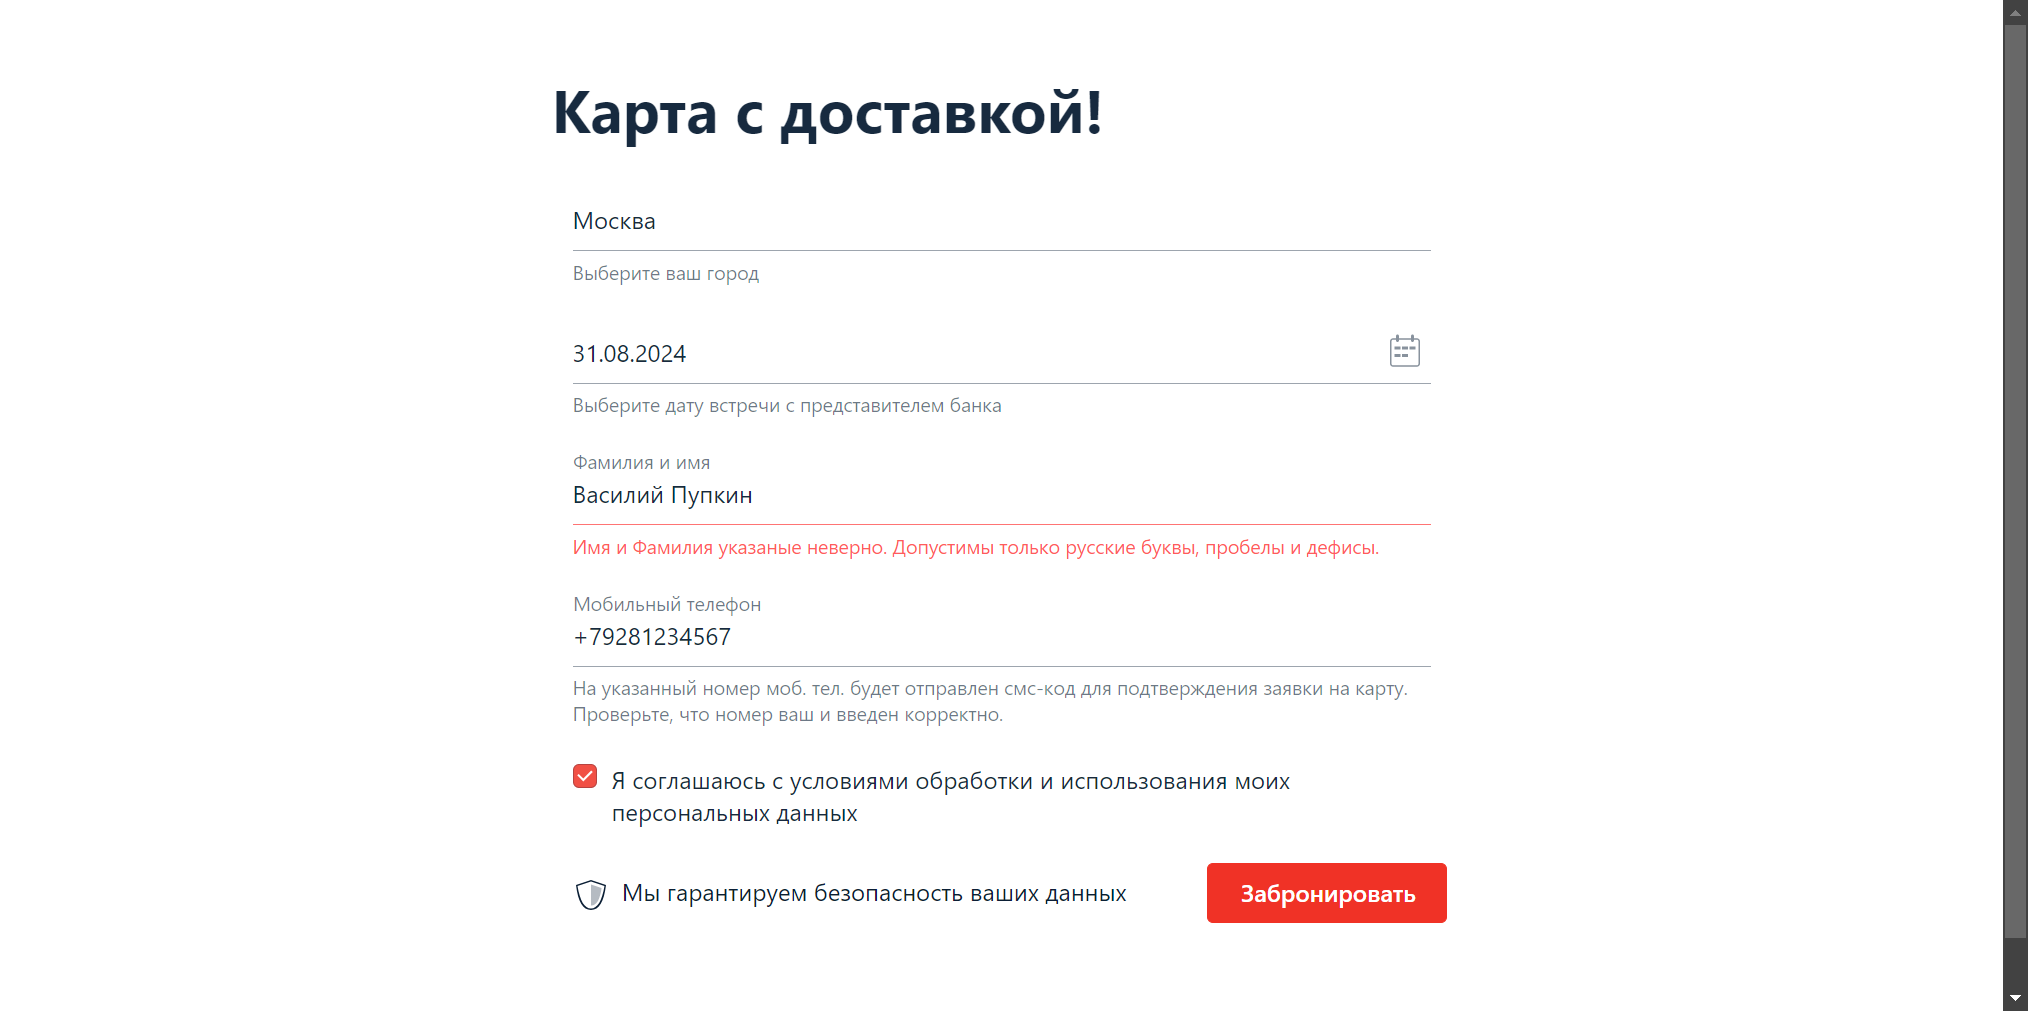 Карта с доставкой!
Москва
Выберите ваш город
31.08.2024
Выберите дату встречи с представителем банка
Фамилия и имя
Василий Пупкин
Имя и Фамилия указаные неверно. Допустимы только русские буквы, пробелы и дефисы.
Мобильный телефон
+79281234567
На указанный номер моб. тел. будет отправлен смс-код для подтверждения заявки на карту.
Проверьте, что номер ваш и введен корректно.
Я соглашаюсь с условиями обработки и использования моих
персональных данных
Мы гарантируем безопасность ваших данных
Забронировать